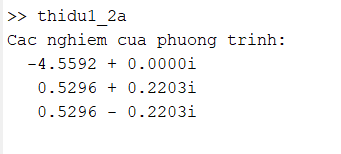 >> thidu1_2a
Cac nghiem cua phuong trinh:
-4.5592 + 0.0000i
0.5296 + 0.2203i
0.5296 - 0.2203i